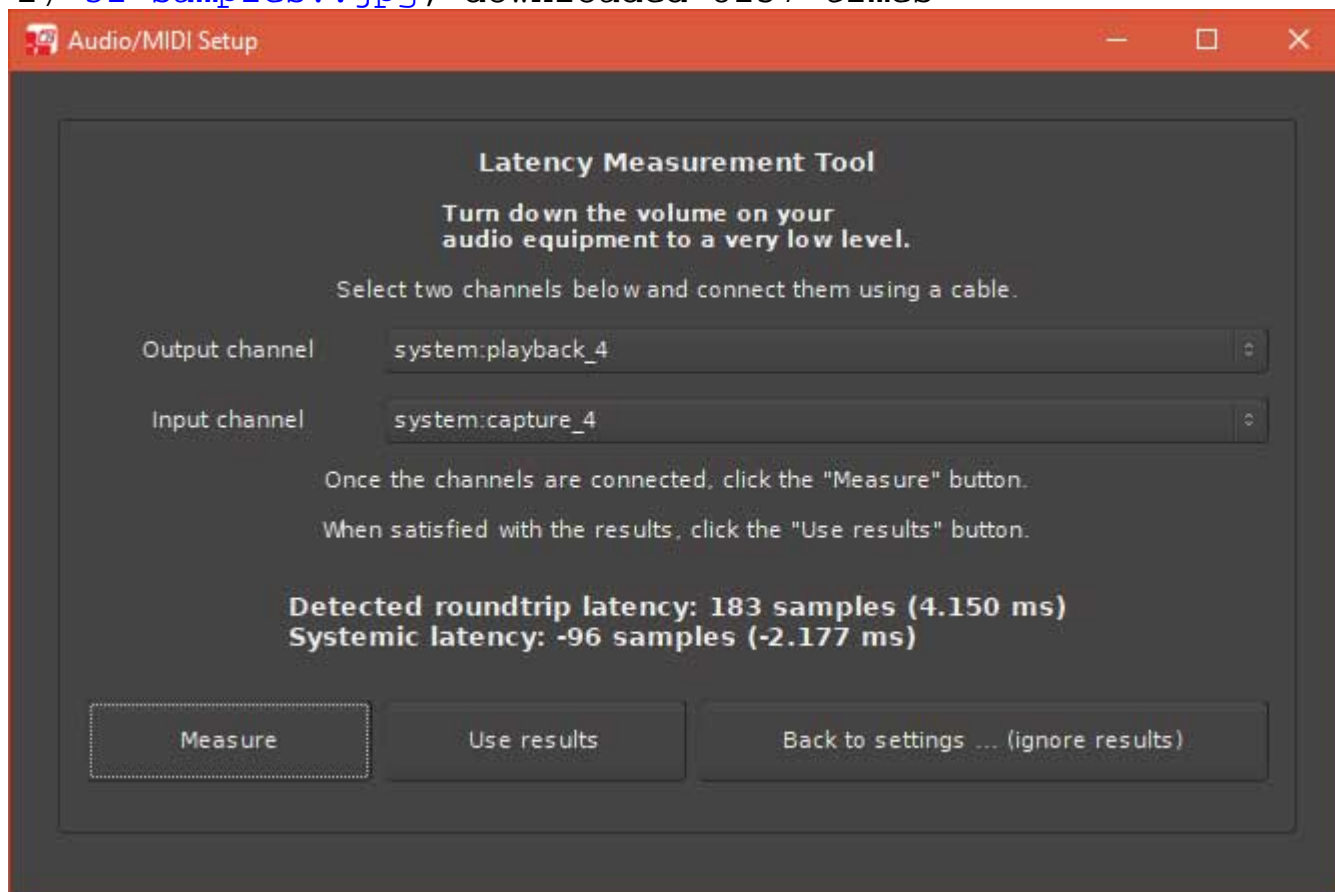 Audio/MIDI Setup
Latency Measurement Tool
Turn down the volume on your
audio equipment to a very low level.
Select two channels below and connect them using a cable.
Output channel system:playback_4
Input channel system:capture_4
Once the channels are connected, click the "Measure" button.
When satisfied with the results, click the "Use results" button.
Detected roundtrip latency: 183 samples (4.150 ms)
Systemic latency: -96 samples (-2.177 ms)
Measure Use results Back to settings ... (ignore results)